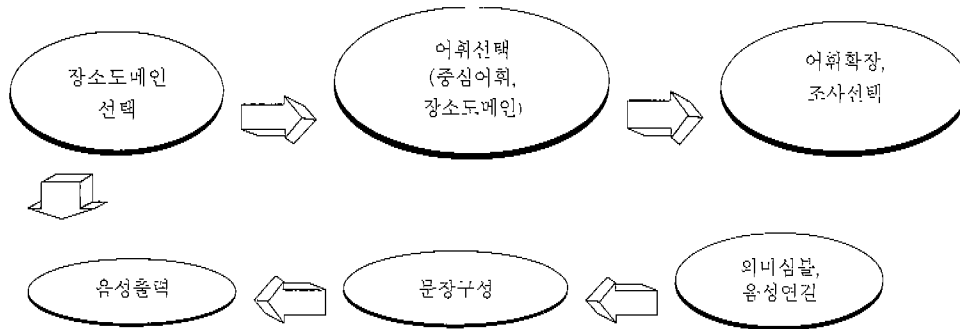 장소도메인
선택
어휘선택
(중심어휘,
장소도메인)
어휘확장,
조사선택
음성출력
문장구성
의미심볼,
음성연결